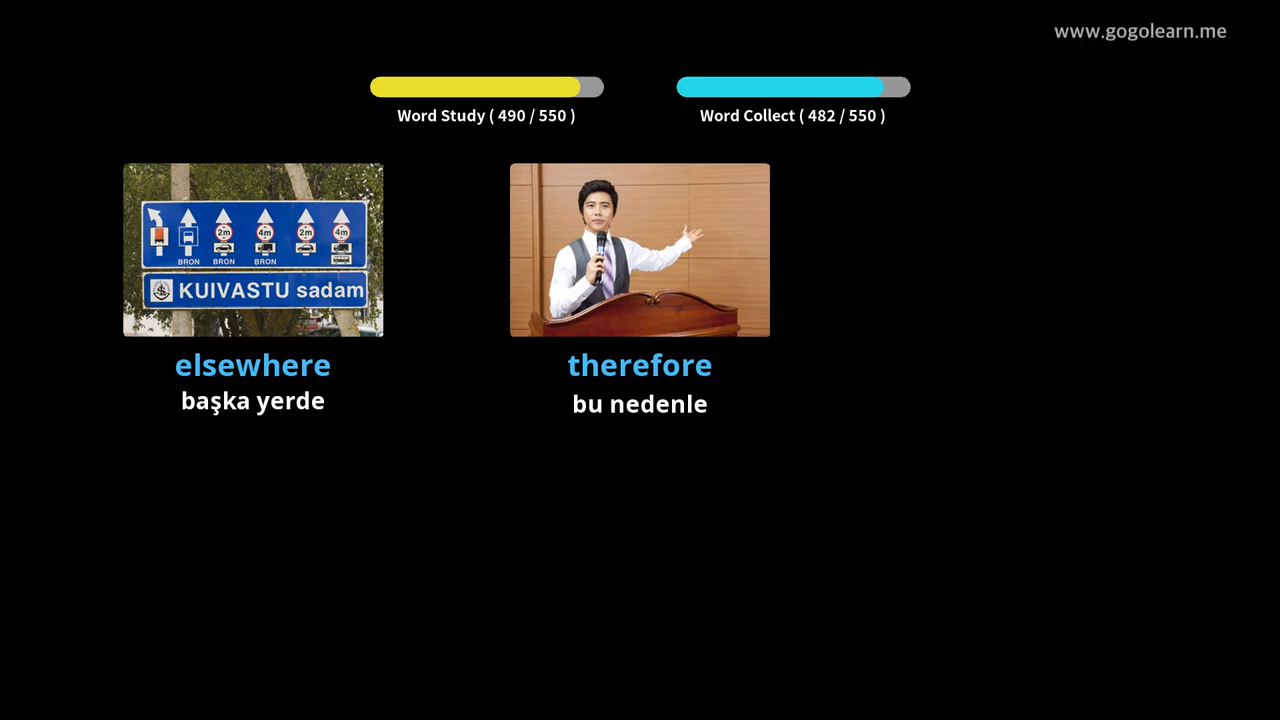 www.gogolearn.me
Word Study ( 490 / 550 )
Word Collect ( 482 / 550 )
2m
4m
2m
4m
BRON
BRON
BRON
KUIVASTU sadam
elsewhere
başka yerde
therefore
bu nedenle